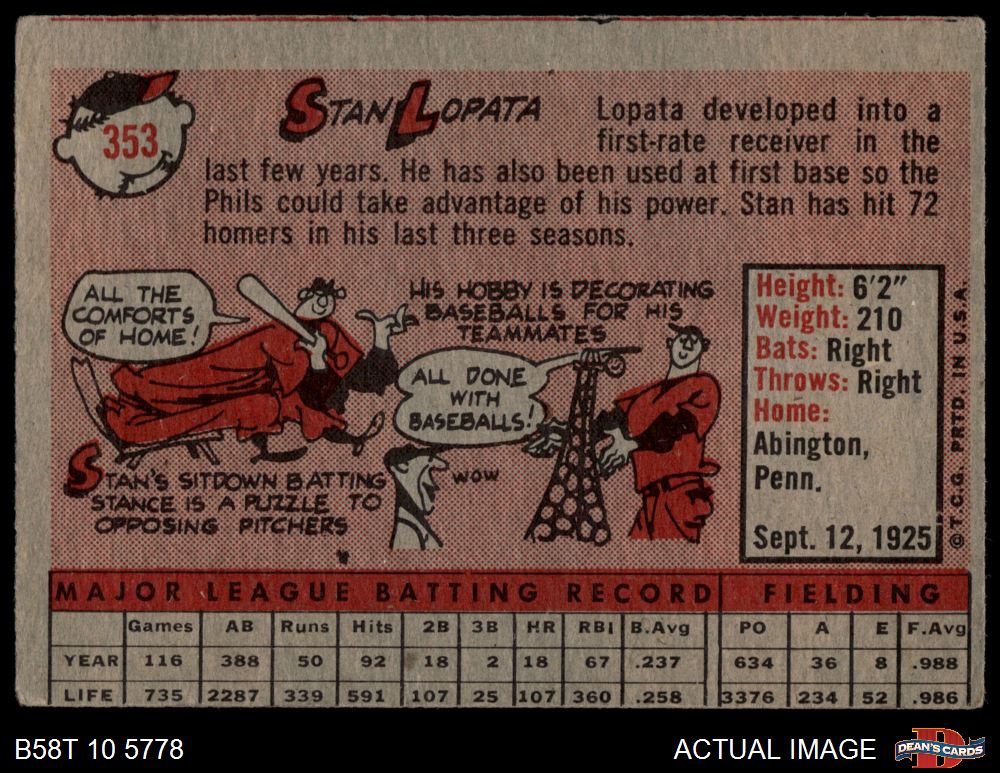 353
STAN LOPATA
Lopata developed into a
first-rate receiver in the
last few years. He has also been used at first base so the
Phils could take advantage of his power. Stan has hit 72
homers in his last three seasons.
ALL THE
COMFORTS
OF HOME!
STAN'S SITDOWN BATTING
STANCE IS A PUZZLE TO
OPPOSING PITCHERS
HIS HOBBY IS DECORATING
BASEBALLS FOR HIS
TEAMMATES
ALL DONE
WITH
BASEBALLS!
WOW
Height: 6'2"
Weight: 210
Bats: Right
Throws: Right
Home:
Abington,
Penn.
Sept. 12, 1925
© T.C.G. PRTD. IN U.S.A.
MAJOR LEAGUE BATTING RECORD FIELDING
Games AB Runs Hits 2B 3B HR RBI B.Avg PO A E F.Avg
YEAR 116 388 50 92 18 2 18 67 .237 634 36 8 .988
LIFE 735 2287 339 591 107 25 107 360 .258 3376 234 52 .986
B58T 10 5778
ACTUAL IMAGE
DEAN'S CARDS